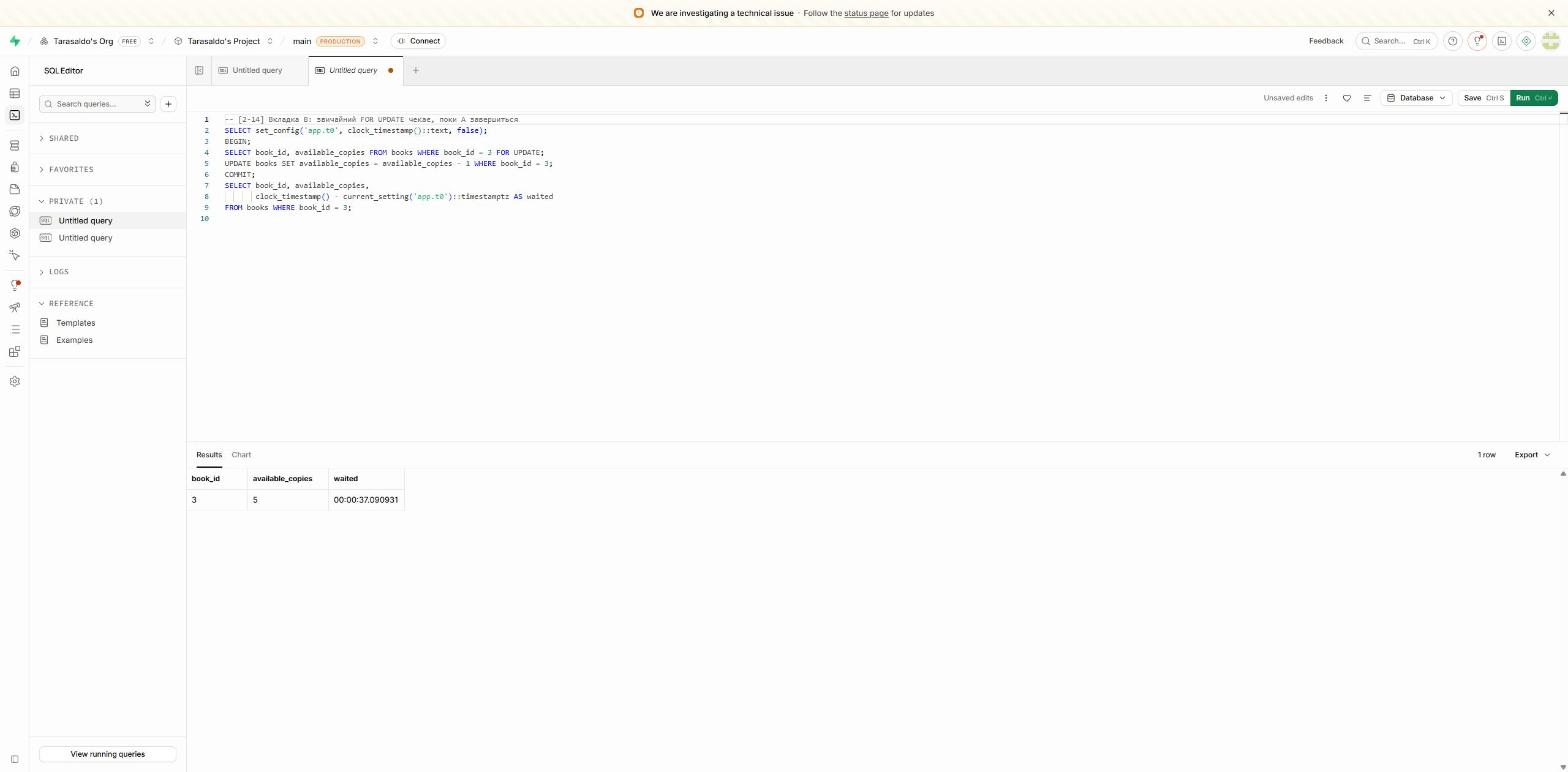 We are investigating a technical issue · Follow the status page for updates
Tarasaldo's Org FREE / Tarasaldo's Project / main PRODUCTION Connect
Feedback Search... Ctrl K
SQL Editor
Untitled query
Untitled query
Search queries...
Unsaved edits Database Save Ctrl S Run Ctrl ↵
SHARED
FAVORITES
PRIVATE (1)
Untitled query
Untitled query
LOGS
REFERENCE
Templates
Examples
View running queries
1 -- [2-14] Вкладка B: звичайний FOR UPDATE чекає, поки A завершиться
2 SELECT set_config('app.t0', clock_timestamp()::text, false);
3 BEGIN;
4 SELECT book_id, available_copies FROM books WHERE book_id = 3 FOR UPDATE;
5 UPDATE books SET available_copies = available_copies - 1 WHERE book_id = 3;
6 COMMIT;
7 SELECT book_id, available_copies,
8 clock_timestamp() - current_setting('app.t0')::timestamptz AS waited
9 FROM books WHERE book_id = 3;
10
Results Chart 1 row Export
book_id available_copies waited
3 5 00:00:37.090931